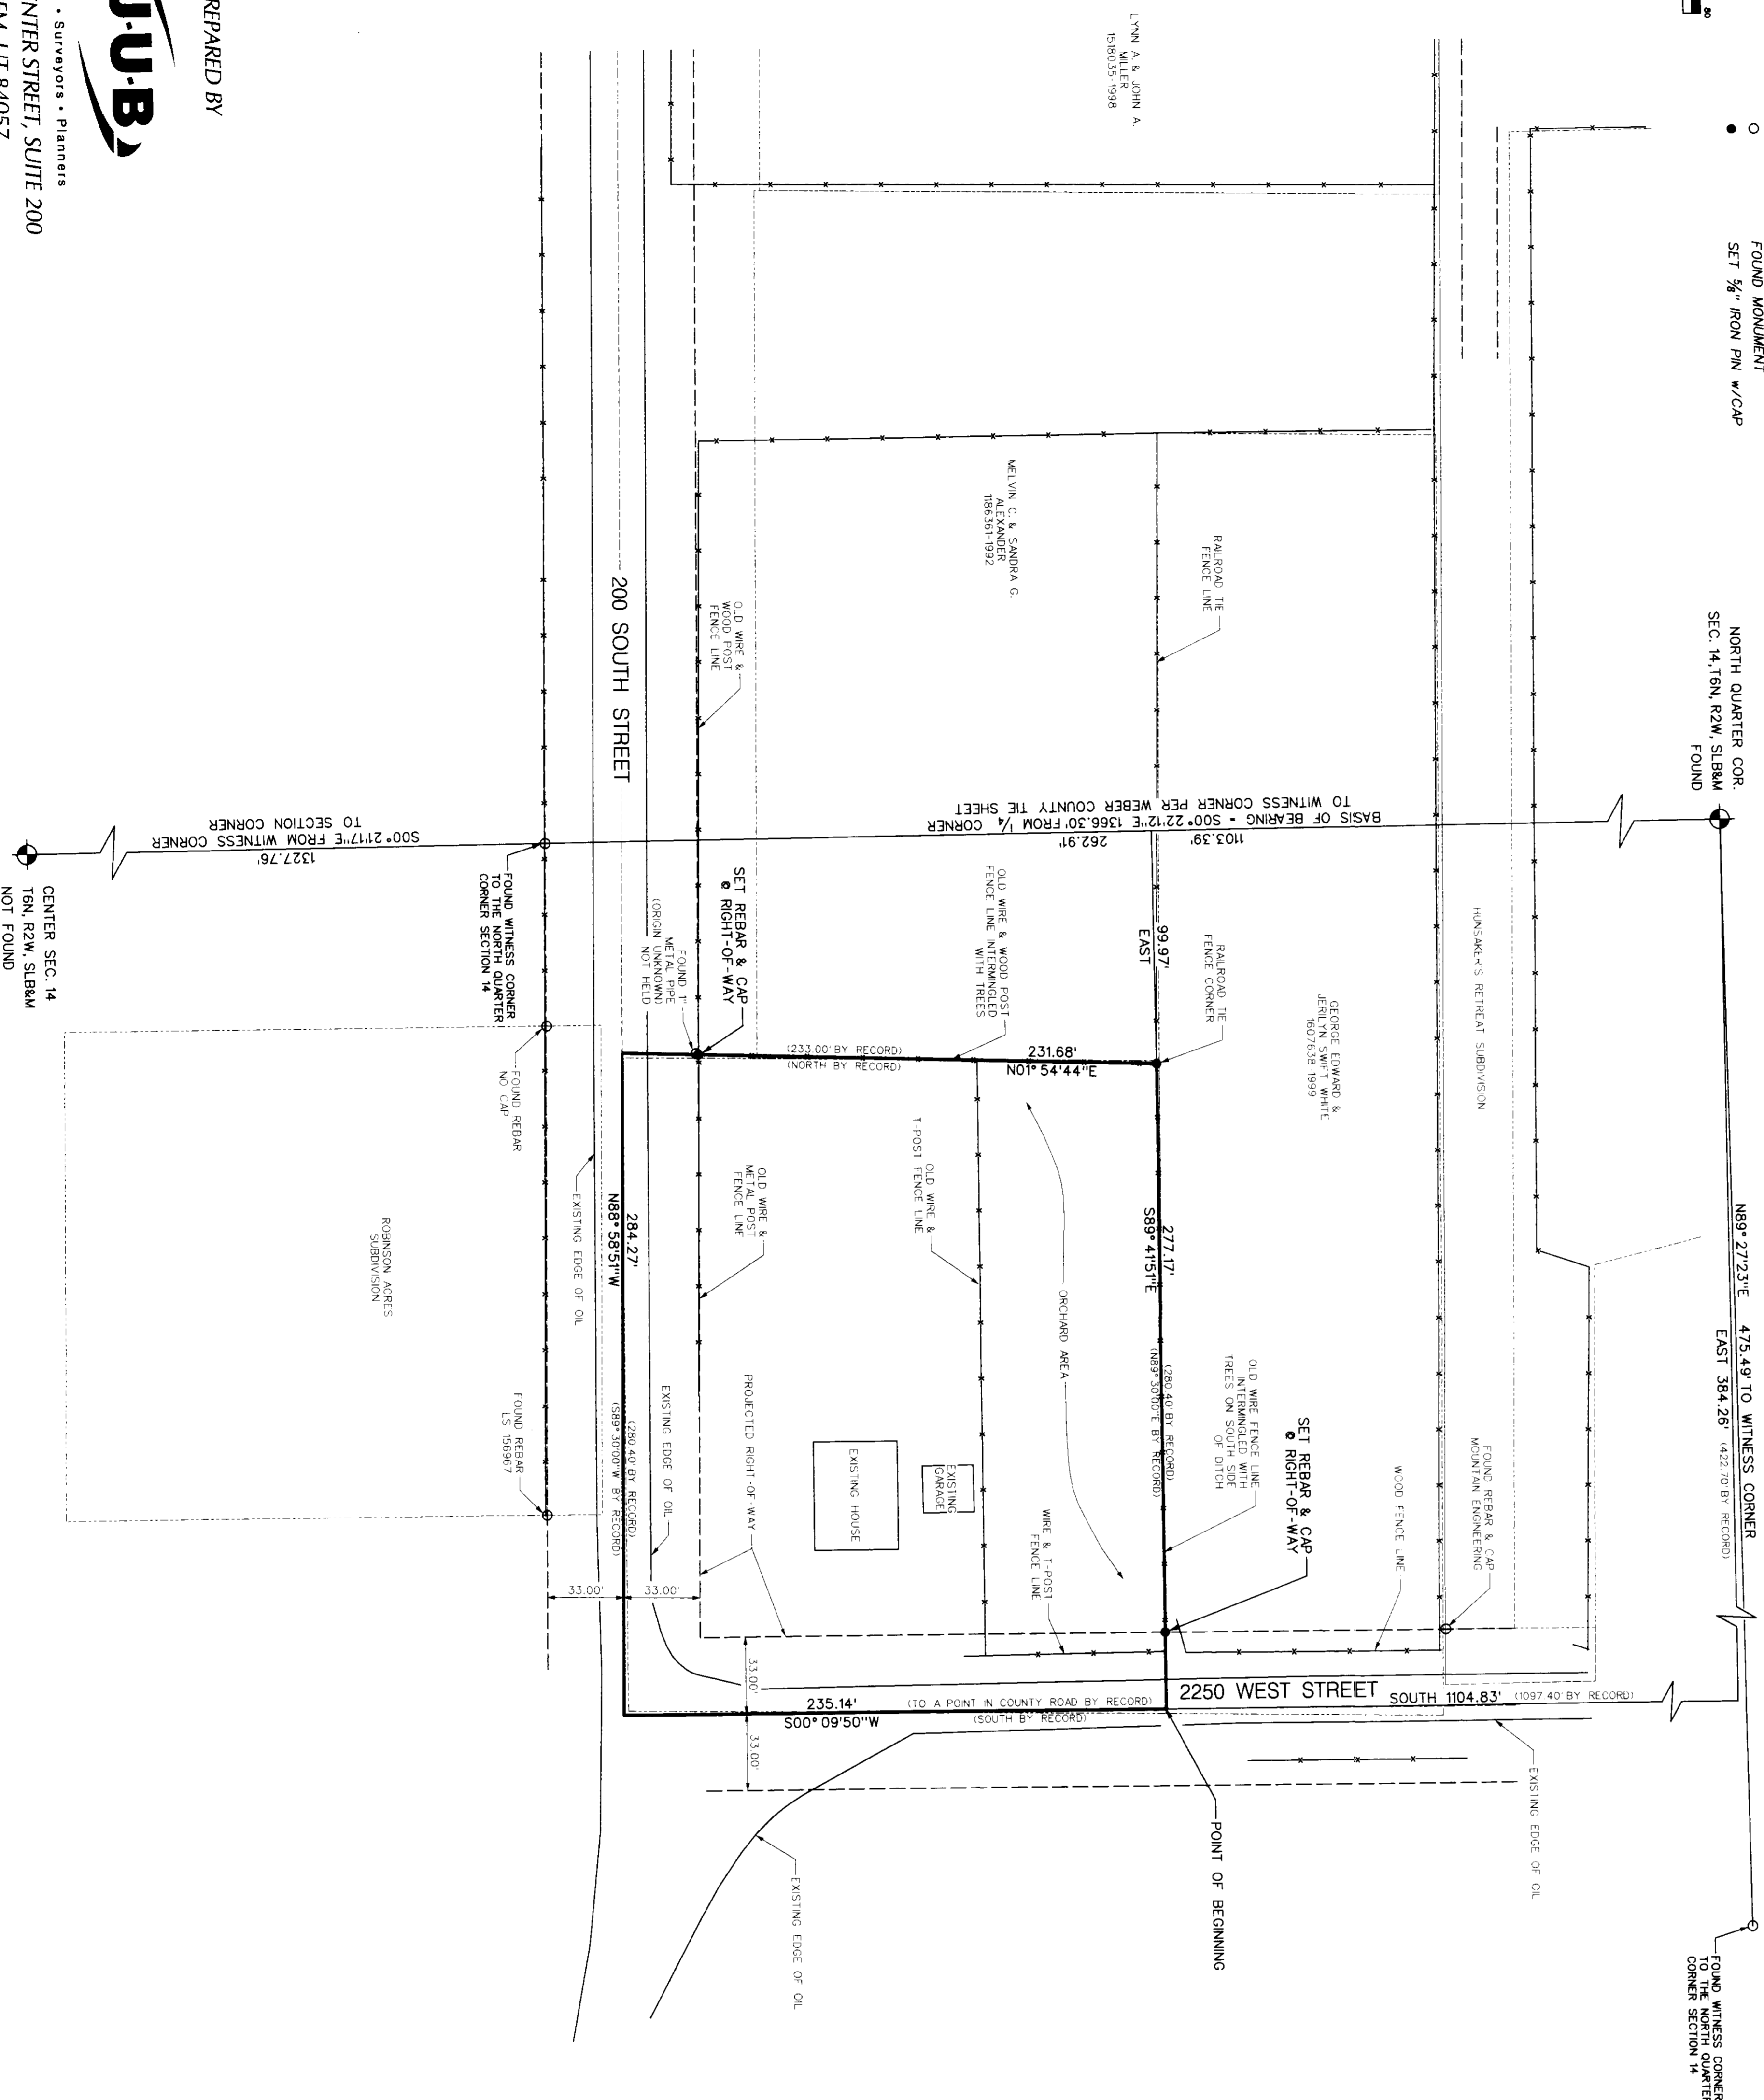 80
FOUND MONUMENT
SET 5/8" IRON PIN w/CAP
NORTH QUARTER COR.
SEC. 14,T6N, R2W, SLB&M
FOUND
N89° 27'23"E 475.49' TO WITNESS CORNER
EAST 384.26' (422.70' BY RECORD)
FOUND WITNESS CORNER
TO THE NORTH QUARTER
CORNER SECTION 14
LYNN A. & JOHN A.
MILLER
1518035-1998
HUNSAKER'S RETREAT SUBDIVISION
FOUND REBAR & CAP
MOUNTAIN ENGINEERING
WOOD FENCE LINE
EXISTING EDGE OF OIL
GEORGE EDWARD &
JERILYN SWIFT WHITE
1607638-1999
RAILROAD TIE
FENCE LINE
RAILROAD TIE
FENCE CORNER
99.97'
EAST
MELVIN C. & SANDRA G.
ALEXANDER
1186361-1992
BASIS OF BEARING - S00° 22'12"E 1366.30' FROM 1/4 CORNER
TO WITNESS CORNER PER WEBER COUNTY TIE SHEET
1103.39'
262.91'
SET REBAR & CAP
@ RIGHT-OF-WAY
OLD WIRE FENCE LINE
INTERMINGLED WITH
TREES ON SOUTH SIDE
OF DITCH
277.17'
S89° 41'51"E
(280.40' BY RECORD)
(N89° 30'00"E BY RECORD)
POINT OF BEGINNING
2250 WEST STREET
SOUTH 1104.83' (1097.40' BY RECORD)
OLD WIRE & WOOD POST
FENCE LINE INTERMINGLED
WITH TREES
231.68'
N01° 54'44"E
(233.00' BY RECORD)
(NORTH BY RECORD)
ORCHARD AREA
WIRE & T-POST
FENCE LINE
OLD WIRE &
T-POST FENCE LINE
EXISTING
GARAGE
EXISTING HOUSE
235.14'
S00° 09'50"W
(TO A POINT IN COUNTY ROAD BY RECORD)
(SOUTH BY RECORD)
OLD WIRE &
WOOD POST
FENCE LINE
SET REBAR & CAP
@ RIGHT-OF-WAY
FOUND 1"
METAL PIPE
(ORIGIN UNKNOWN)
NOT HELD
OLD WIRE &
METAL POST
FENCE LINE
PROJECTED RIGHT-OF-WAY
33.00'
33.00'
33.00'
33.00'
EXISTING EDGE OF OIL
EXISTING EDGE OF OIL
200 SOUTH STREET
284.27'
N88° 58'51"W
(280.40' BY RECORD)
(S89° 30'00"W BY RECORD)
EXISTING EDGE OF OIL
FOUND WITNESS CORNER
TO THE NORTH QUARTER
CORNER SECTION 14
FOUND REBAR
NO CAP
FOUND REBAR
LS 156967
ROBINSON ACRES
SUBDIVISION
S00° 21'17"E FROM WITNESS CORNER
TO SECTION CORNER
1327.76'
CENTER SEC. 14
T6N, R2W, SLB&M
NOT FOUND
REPARED BY
J·U·B
• Surveyors • Planners
NTER STREET, SUITE 200
EM, UT 84057